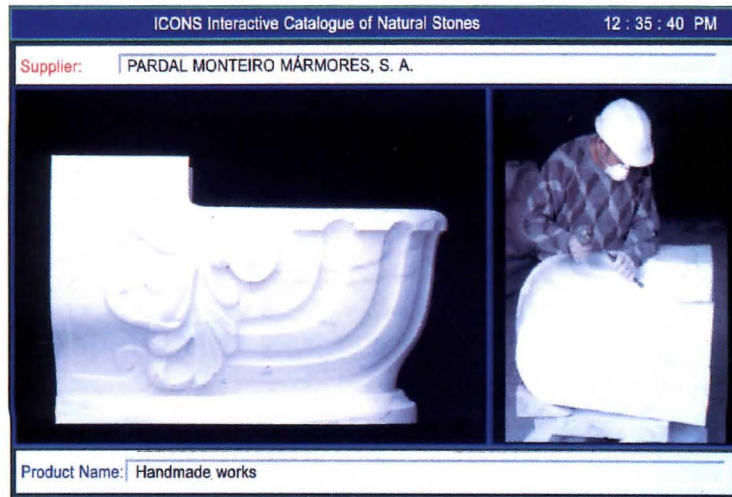 ICONS Interactive Catalogue of Natural Stones 12 : 35 : 40 PM
Supplier: PARDAL MONTEIRO MÁRMORES, S. A.
Product Name: Handmade works